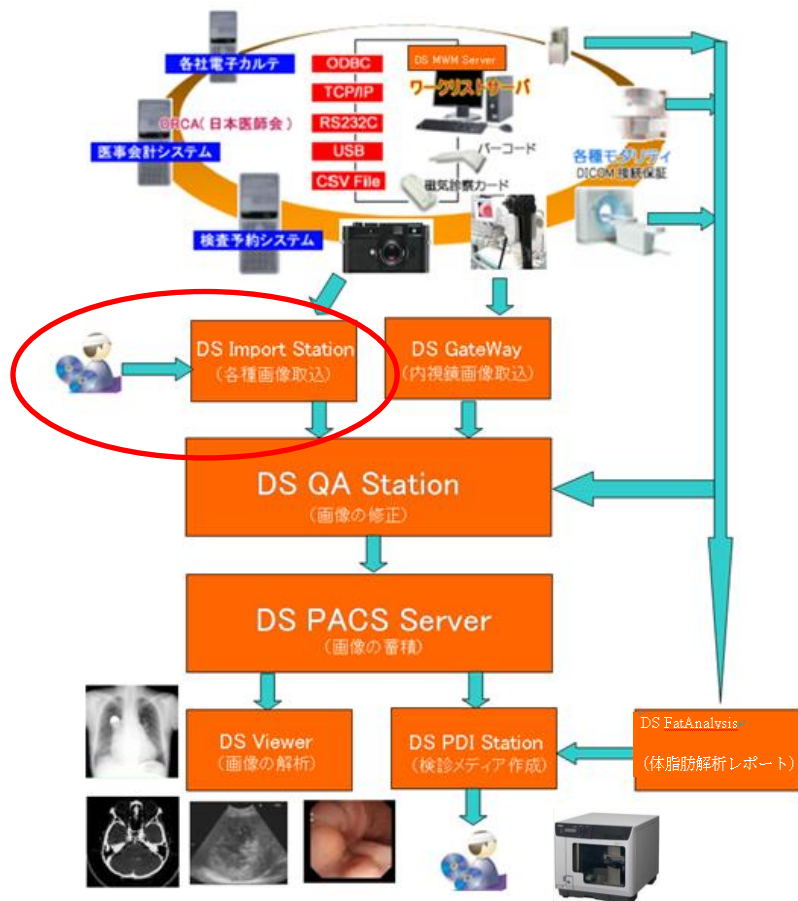 各社電子カルテ
ORCA(日本医師会)
医事会計システム
検査予約システム
ODBC
TCP/IP
RS232C
USB
CSV File
DS MWM Server
ワークリストサーバ
バーコード
磁気診察カード
各種モダリティ
DICOM 接続保証
DS Import Station
(各種画像取込)
DS GateWay
(内視鏡画像取込)
DS QA Station
(画像の修正)
DS PACS Server
(画像の蓄積)
DS Viewer
(画像の解析)
DS PDI Station
(検診メディア作成)
DS FatAnalysis
(体脂肪解析レポート)